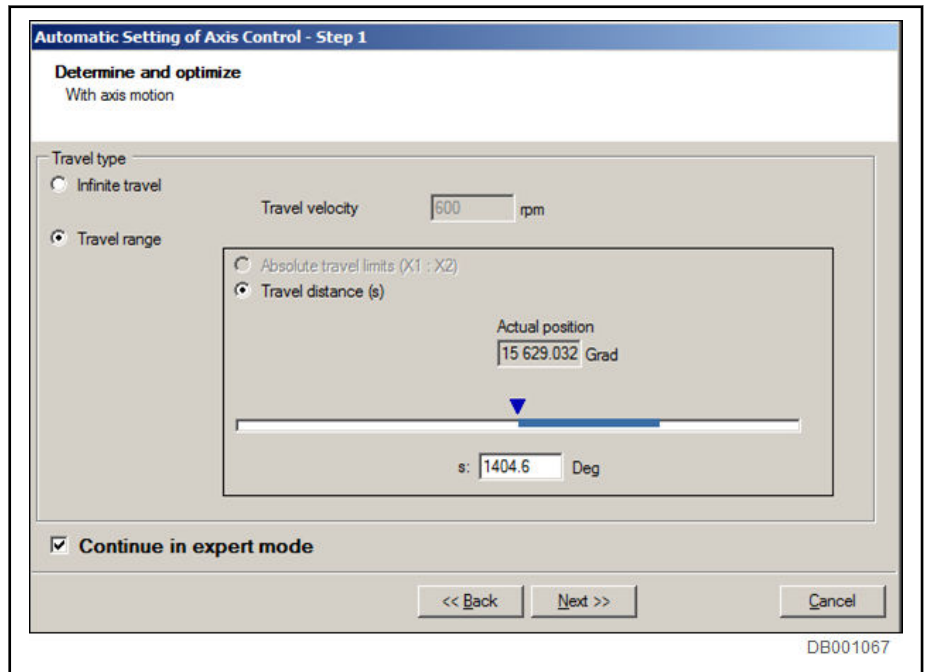 Automatic Setting of Axis Control - Step 1
Determine and optimize
With axis motion
Travel type
Infinite travel
Travel velocity 600 rpm
Travel range
Absolute travel limits (X1 : X2)
Travel distance (s)
Actual position
15 629.032 Grad
s: 1404.6 Deg
Continue in expert mode
<< Back Next >> Cancel
DB001067